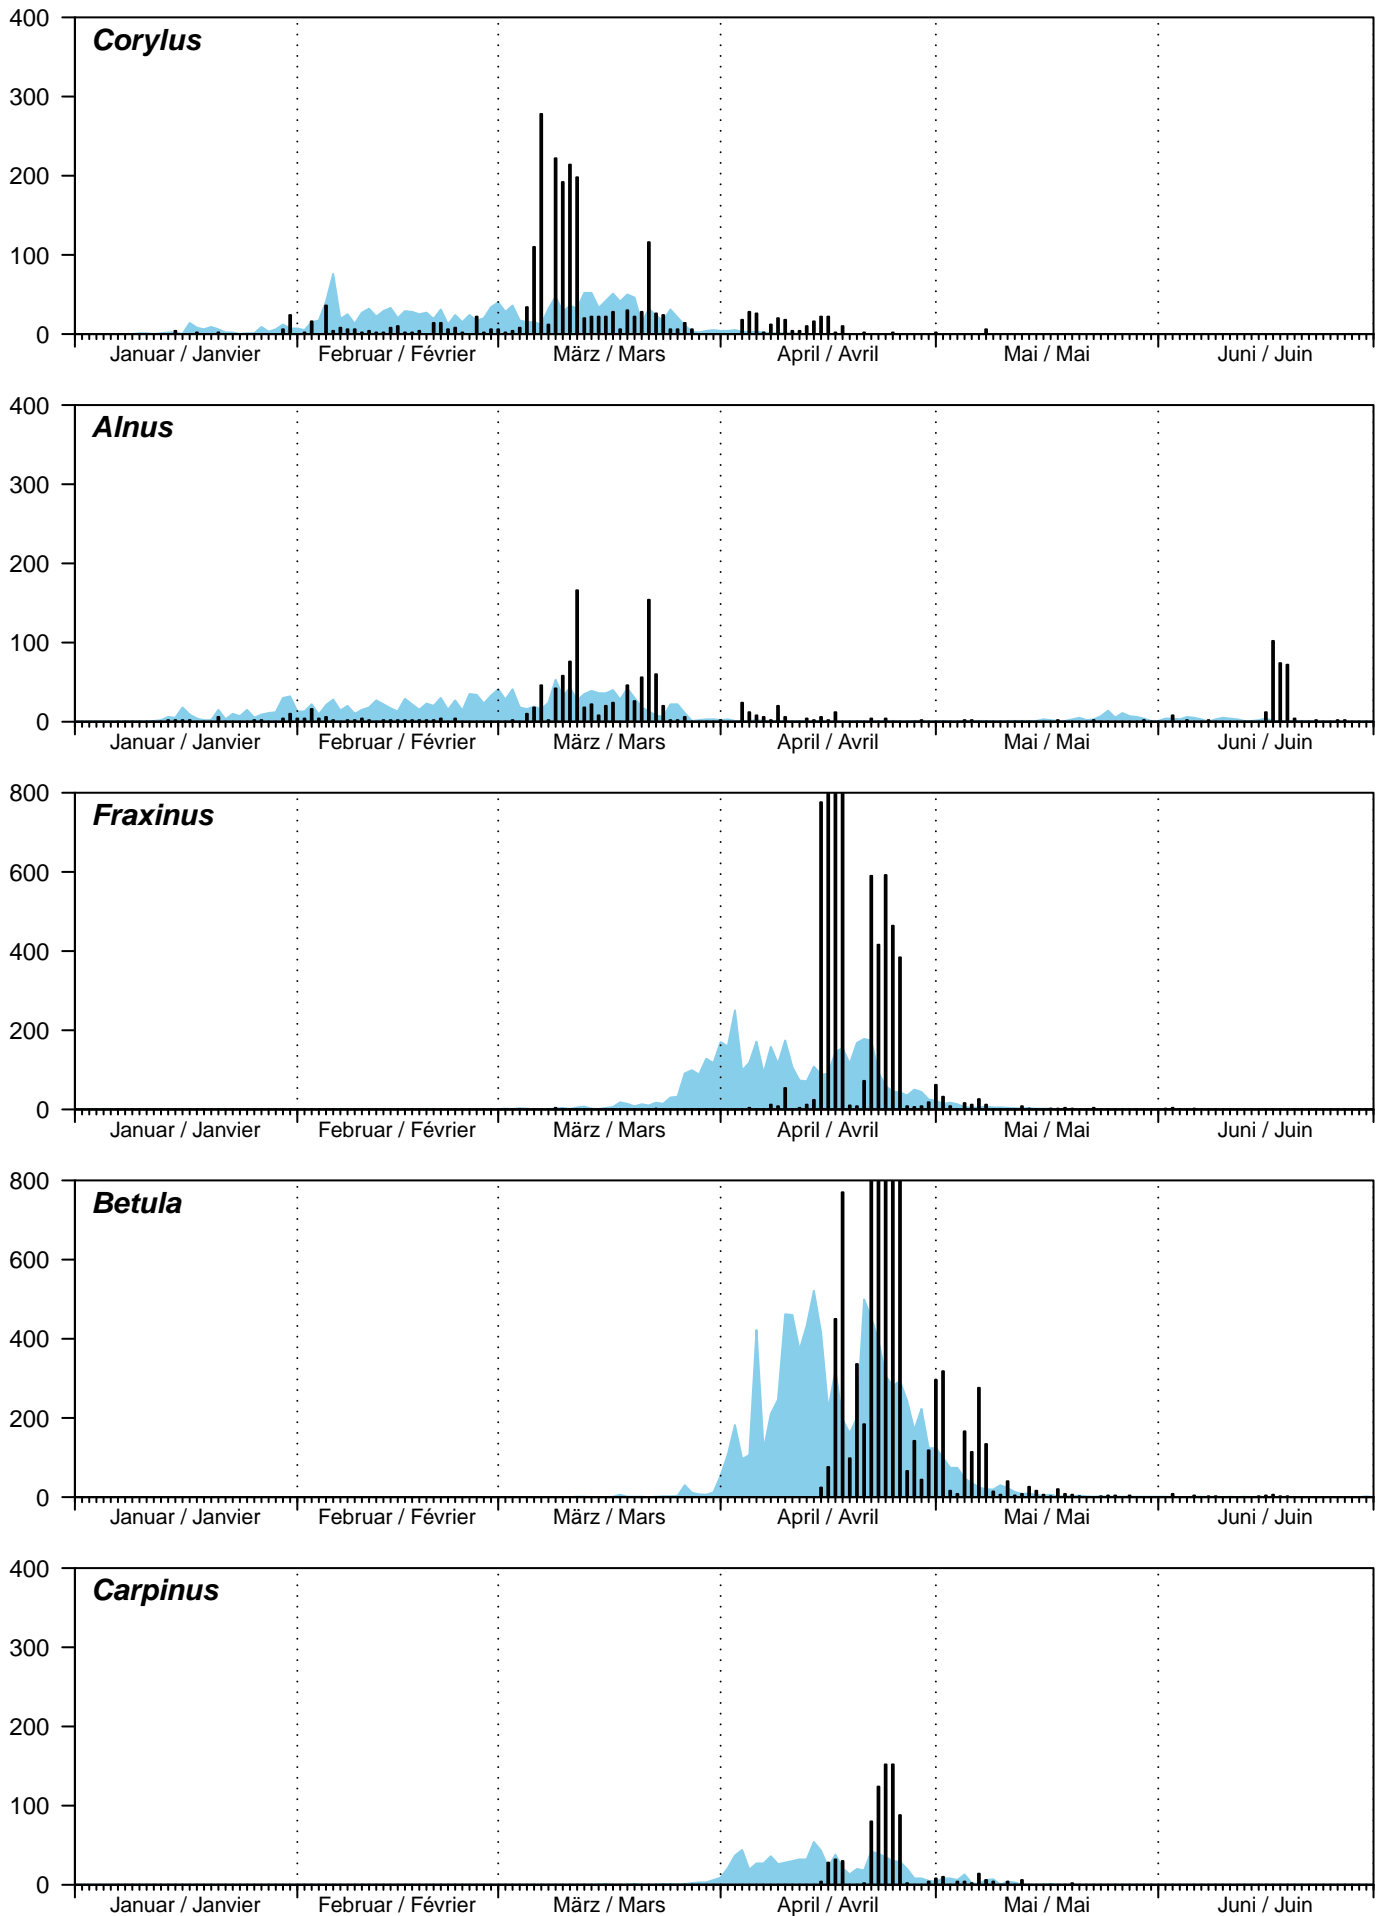 400
Corylus
300
200
100
0
Januar / Janvier Februar / Février März / Mars April / Avril Mai / Mai Juni / Juin
400
Alnus
300
200
100
0
Januar / Janvier Februar / Février März / Mars April / Avril Mai / Mai Juni / Juin
800
Fraxinus
600
400
200
0
Januar / Janvier Februar / Février März / Mars April / Avril Mai / Mai Juni / Juin
800
Betula
600
400
200
0
Januar / Janvier Februar / Février März / Mars April / Avril Mai / Mai Juni / Juin
400
Carpinus
300
200
100
0
Januar / Janvier Februar / Février März / Mars April / Avril Mai / Mai Juni / Juin